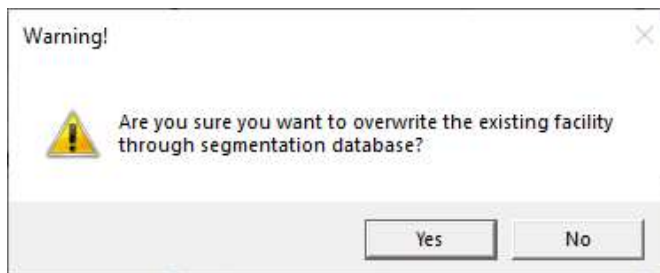 Warning!
Are you sure you want to overwrite the existing facility
through segmentation database?
Yes
No